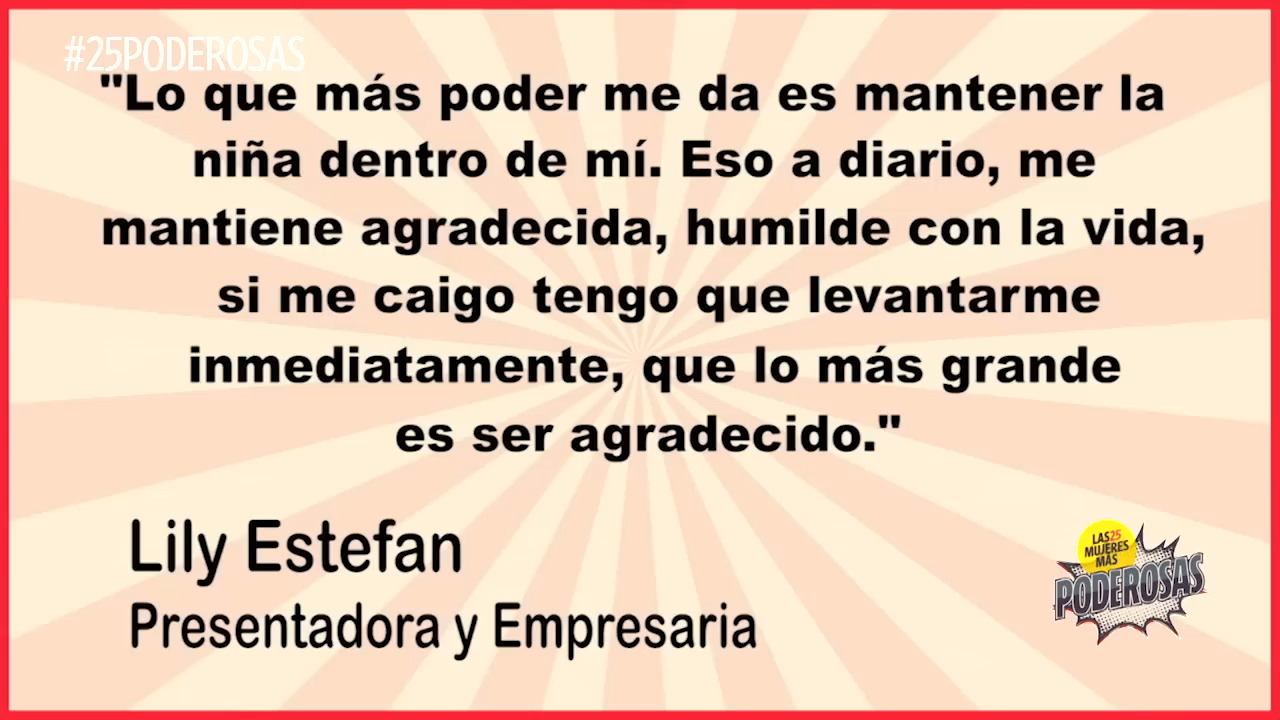 #25PODEROSAS
"Lo que más poder me da es mantener la
niña dentro de mí. Eso a diario, me
mantiene agradecida, humilde con la vida,
si me caigo tengo que levantarme
inmediatamente, que lo más grande
es ser agradecido."
Lily Estefan
Presentadora y Empresaria
LAS 25
MUJERES
MÁS
PODEROSAS